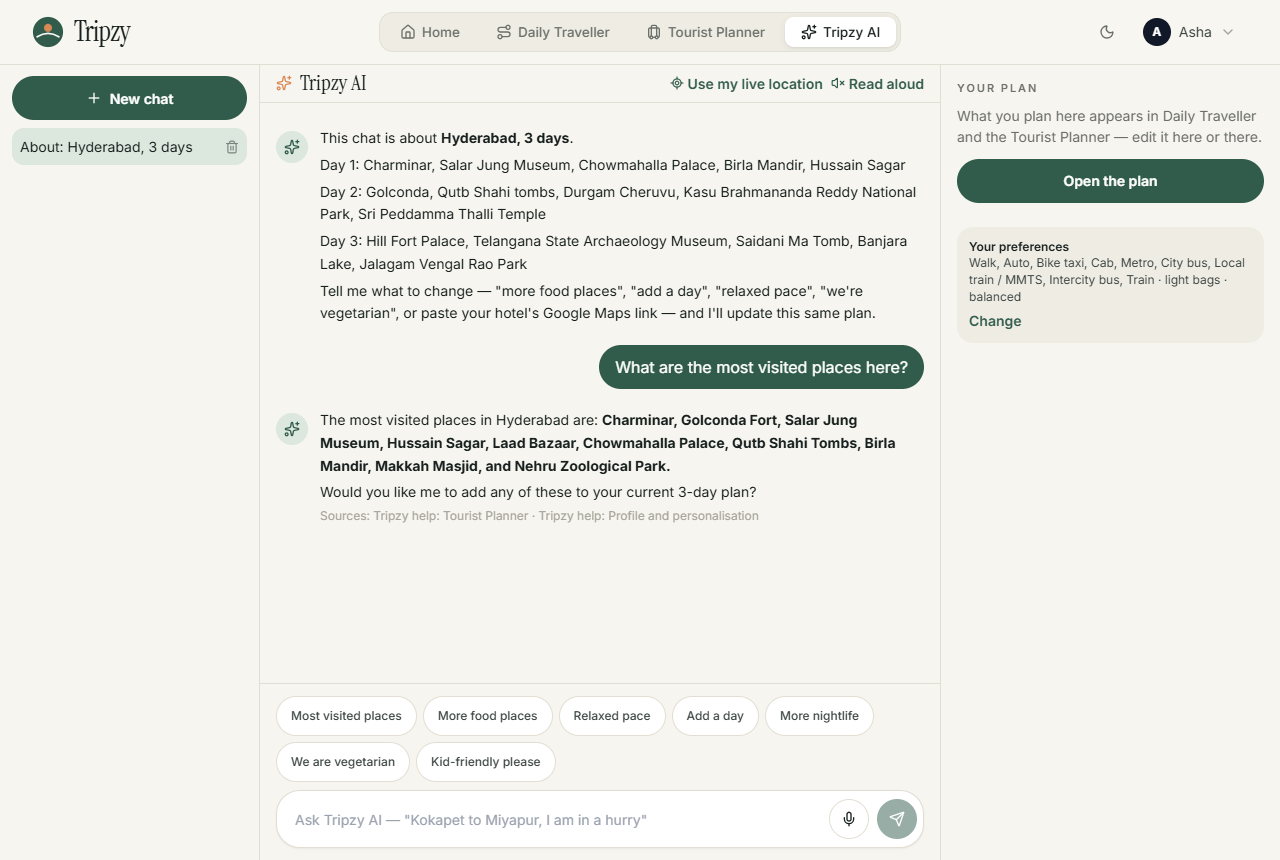 Tripzy
Home
Daily Traveller
Tourist Planner
Tripzy AI
A
Asha
New chat
About: Hyderabad, 3 days
Tripzy AI
Use my live location
Read aloud
This chat is about Hyderabad, 3 days.
Day 1: Charminar, Salar Jung Museum, Chowmahalla Palace, Birla Mandir, Hussain Sagar
Day 2: Golconda, Qutb Shahi tombs, Durgam Cheruvu, Kasu Brahmananda Reddy National
Park, Sri Peddamma Thalli Temple
Day 3: Hill Fort Palace, Telangana State Archaeology Museum, Saidani Ma Tomb, Banjara
Lake, Jalagam Vengal Rao Park
Tell me what to change — "more food places", "add a day", "relaxed pace", "we're
vegetarian", or paste your hotel's Google Maps link — and I'll update this same plan.
What are the most visited places here?
The most visited places in Hyderabad are: Charminar, Golconda Fort, Salar Jung
Museum, Hussain Sagar, Laad Bazaar, Chowmahalla Palace, Qutb Shahi Tombs, Birla
Mandir, Makkah Masjid, and Nehru Zoological Park.
Would you like me to add any of these to your current 3-day plan?
Sources: Tripzy help: Tourist Planner · Tripzy help: Profile and personalisation
Most visited places
More food places
Relaxed pace
Add a day
More nightlife
We are vegetarian
Kid-friendly please
Ask Tripzy AI — "Kokapet to Miyapur, I am in a hurry"
YOUR PLAN
What you plan here appears in Daily Traveller
and the Tourist Planner — edit it here or there.
Open the plan
Your preferences
Walk, Auto, Bike taxi, Cab, Metro, City bus, Local
train / MMTS, Intercity bus, Train · light bags ·
balanced
Change